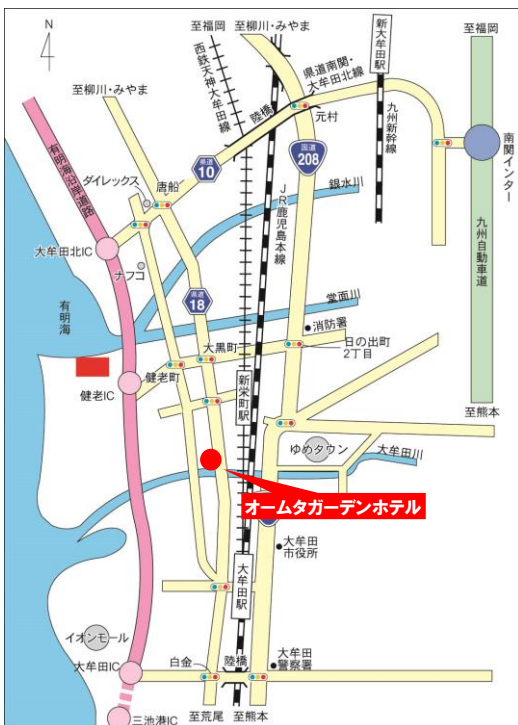 至福岡
新大牟田駅
至福岡
N
至柳川・みやま
西鉄天神大牟田線
県道南関・大牟田北線
至柳川・みやま
陸橋
元村
九州新幹線
南関インター
国道
208
県道
10
有明海沿岸道路
ダイレックス
唐船
銀水川
JR鹿児島本線
九州自動車道
大牟田北IC
ナフコ
県道
18
堂面川
有明海
消防署
大黒町
日の出町
2丁目
健老町
健老IC
新栄町駅
至熊本
ゆめタウン
大牟田川
オームタガーデンホテル
大牟田
市役所
大牟田駅
イオンモール
大牟田IC
白金
陸橋
大牟田
警察署
三池港IC
至荒尾
至熊本